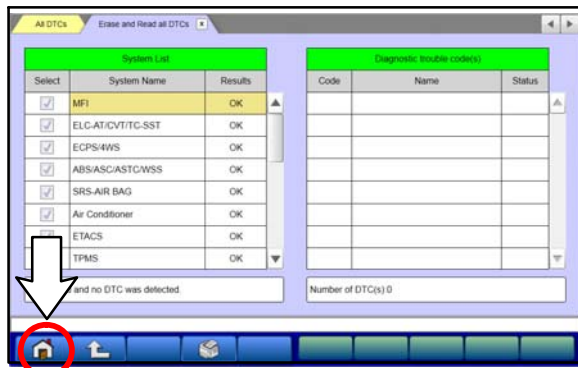 All DTCs Erase and Read all DTCs x
System List
Select System Name Results
MFI OK
ELC-AT/CVT/TC-SST OK
ECPS/4WS OK
ABS/ASC/ASTC/WSS OK
SRS-AIR BAG OK
Air Conditioner OK
ETACS OK
TPMS OK
and no DTC was detected.
Diagnostic trouble code(s)
Code Name Status
Number of DTC(s) 0